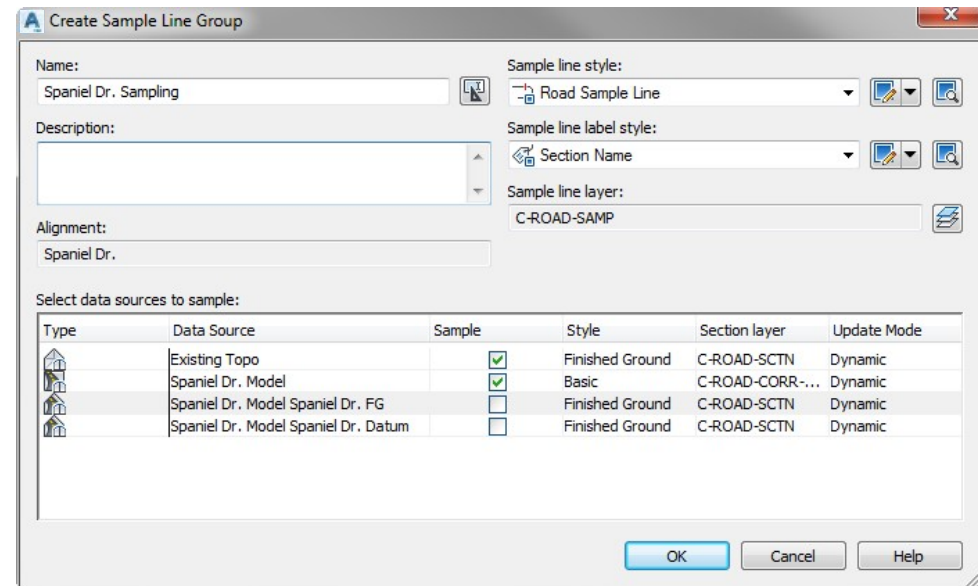 Create Sample Line Group
Name:
Spaniel Dr. Sampling
Description:
Alignment:
Spaniel Dr.
Sample line style:
Road Sample Line
Sample line label style:
Section Name
Sample line layer:
C-ROAD-SAMP
Select data sources to sample:
Type Data Source Sample Style Section layer Update Mode
Existing Topo Finished Ground C-ROAD-SCTN Dynamic
Spaniel Dr. Model Basic C-ROAD-CORR-... Dynamic
Spaniel Dr. Model Spaniel Dr. FG Finished Ground C-ROAD-SCTN Dynamic
Spaniel Dr. Model Spaniel Dr. Datum Finished Ground C-ROAD-SCTN Dynamic
OK Cancel Help